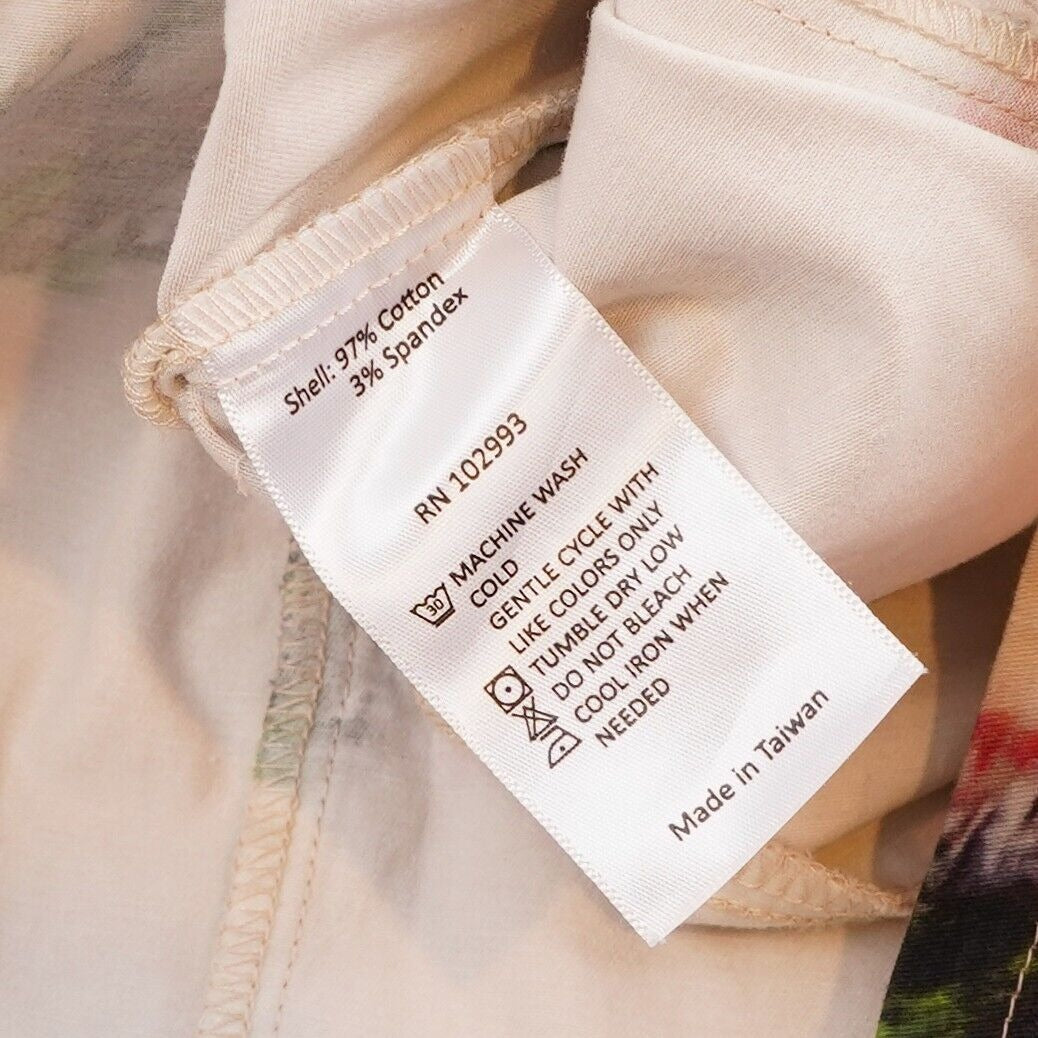 Shell: 97% Cotton
3% Spandex
RN 102993
30 MACHINE WASH
COLD
GENTLE CYCLE WITH
LIKE COLORS ONLY
TUMBLE DRY LOW
DO NOT BLEACH
COOL IRON WHEN
NEEDED
Made in Taiwan